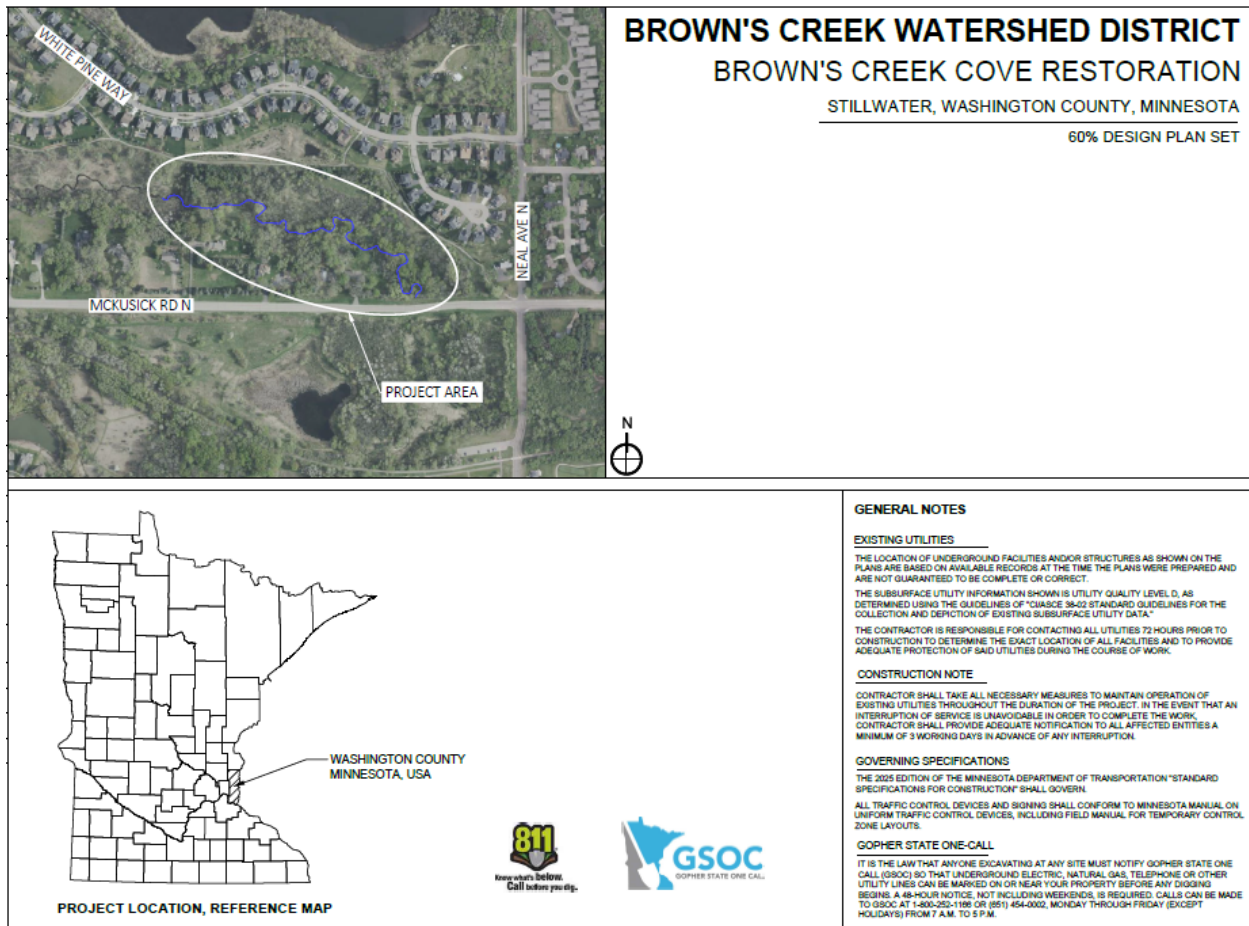 BROWN'S CREEK WATERSHED DISTRICT
BROWN'S CREEK COVE RESTORATION
STILLWATER, WASHINGTON COUNTY, MINNESOTA
60% DESIGN PLAN SET
WHITE PINE WAY
NEAL AVE N
MCKUSICK RD N
PROJECT AREA
N
WASHINGTON COUNTY
MINNESOTA, USA
811
Know what's below.
Call before you dig.
GSOC
GOPHER STATE ONE CALL
PROJECT LOCATION, REFERENCE MAP
GENERAL NOTES
EXISTING UTILITIES
THE LOCATION OF UNDERGROUND FACILITIES AND/OR STRUCTURES AS SHOWN ON THE
PLANS ARE BASED ON AVAILABLE RECORDS AT THE TIME THE PLANS WERE PREPARED AND
ARE NOT GUARANTEED TO BE COMPLETE OR CORRECT.
THE SUBSURFACE UTILITY INFORMATION SHOWN IS UTILITY QUALITY LEVEL D, AS
DETERMINED USING THE GUIDELINES OF "CI/ASCE 38-02 STANDARD GUIDELINES FOR THE
COLLECTION AND DEPICTION OF EXISTING SUBSURFACE UTILITY DATA."
THE CONTRACTOR IS RESPONSIBLE FOR CONTACTING ALL UTILITIES 72 HOURS PRIOR TO
CONSTRUCTION TO DETERMINE THE EXACT LOCATION OF ALL FACILITIES AND TO PROVIDE
ADEQUATE PROTECTION OF SAID UTILITIES DURING THE COURSE OF WORK.
CONSTRUCTION NOTE
CONTRACTOR SHALL TAKE ALL NECESSARY MEASURES TO MAINTAIN OPERATION OF
EXISTING UTILITIES THROUGHOUT THE DURATION OF THE PROJECT. IN THE EVENT THAT AN
INTERRUPTION OF SERVICE IS UNAVOIDABLE IN ORDER TO COMPLETE THE WORK,
CONTRACTOR SHALL PROVIDE ADEQUATE NOTIFICATION TO ALL AFFECTED ENTITIES A
MINIMUM OF 3 WORKING DAYS IN ADVANCE OF ANY INTERRUPTION.
GOVERNING SPECIFICATIONS
THE 2025 EDITION OF THE MINNESOTA DEPARTMENT OF TRANSPORTATION "STANDARD
SPECIFICATIONS FOR CONSTRUCTION" SHALL GOVERN.
ALL TRAFFIC CONTROL DEVICES AND SIGNING SHALL CONFORM TO MINNESOTA MANUAL ON
UNIFORM TRAFFIC CONTROL DEVICES, INCLUDING FIELD MANUAL FOR TEMPORARY CONTROL
ZONE LAYOUTS.
GOPHER STATE ONE-CALL
IT IS THE LAW THAT ANYONE EXCAVATING AT ANY SITE MUST NOTIFY GOPHER STATE ONE
CALL (GSOC) SO THAT UNDERGROUND ELECTRIC, NATURAL GAS, TELEPHONE OR OTHER
UTILITY LINES CAN BE MARKED ON OR NEAR YOUR PROPERTY BEFORE ANY DIGGING
BEGINS. A 48-HOUR NOTICE, NOT INCLUDING WEEKENDS, IS REQUIRED. CALLS CAN BE MADE
TO GSOC AT 1-800-252-1166 OR (651) 454-0002, MONDAY THROUGH FRIDAY (EXCEPT
HOLIDAYS) FROM 7 A.M. TO 5 P.M.